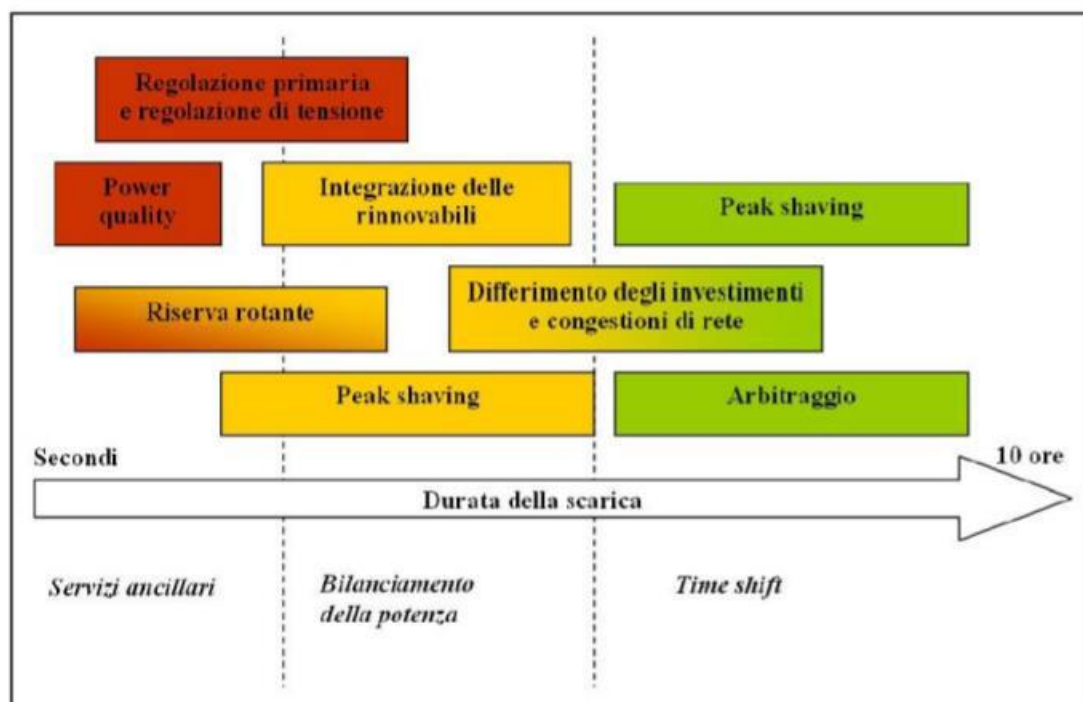 Regolazione primaria
e regolazione di tensione
Power
quality
Integrazione delle
rinnovabili
Peak shaving
Riserva rotante
Differimento degli investimenti
e congestioni di rete
Peak shaving
Arbitraggio
Secondi
10 ore
Durata della scarica
Servizi ancillari
Bilanciamento
della potenza
Time shift